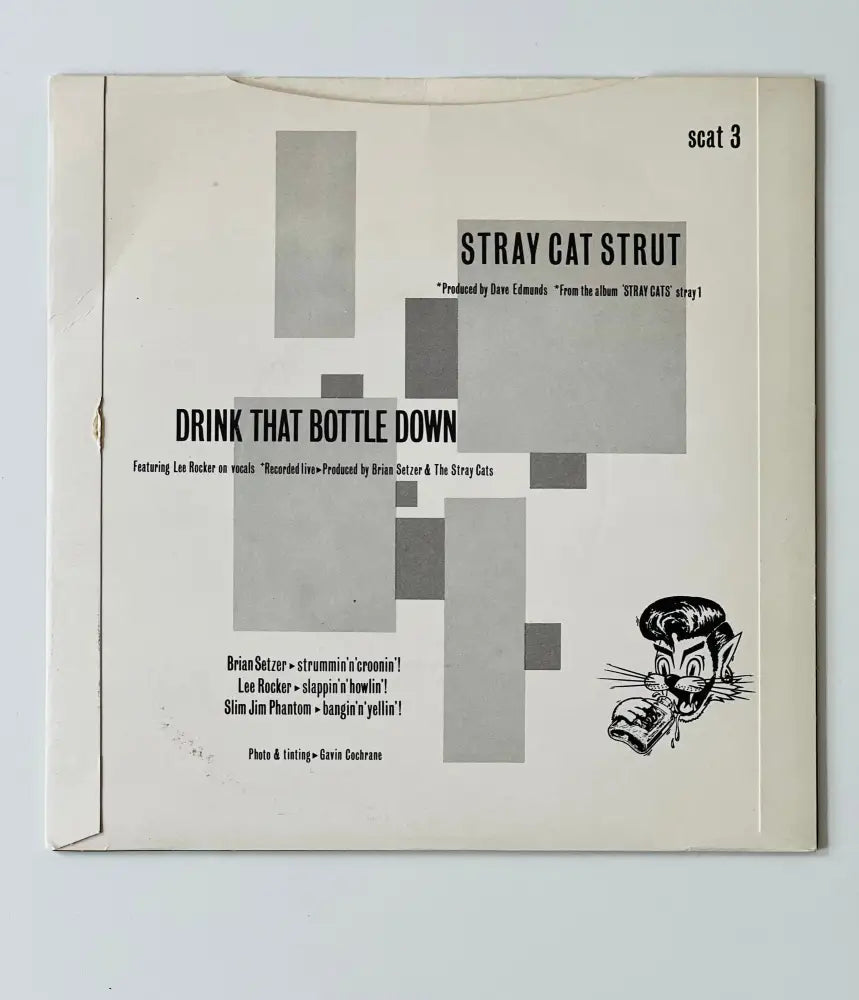 scat 3
STRAY CAT STRUT
*Produced by Dave Edmunds *From the album 'STRAY CATS' stray 1
DRINK THAT BOTTLE DOWN
Featuring Lee Rocker on vocals *Recorded live▸Produced by Brian Setzer & The Stray Cats
Brian Setzer ▸ strummin'n'croonin'!
Lee Rocker ▸ slappin'n'howlin'!
Slim Jim Phantom ▸ bangin'n'yellin'!
Photo & tinting ▸ Gavin Cochrane